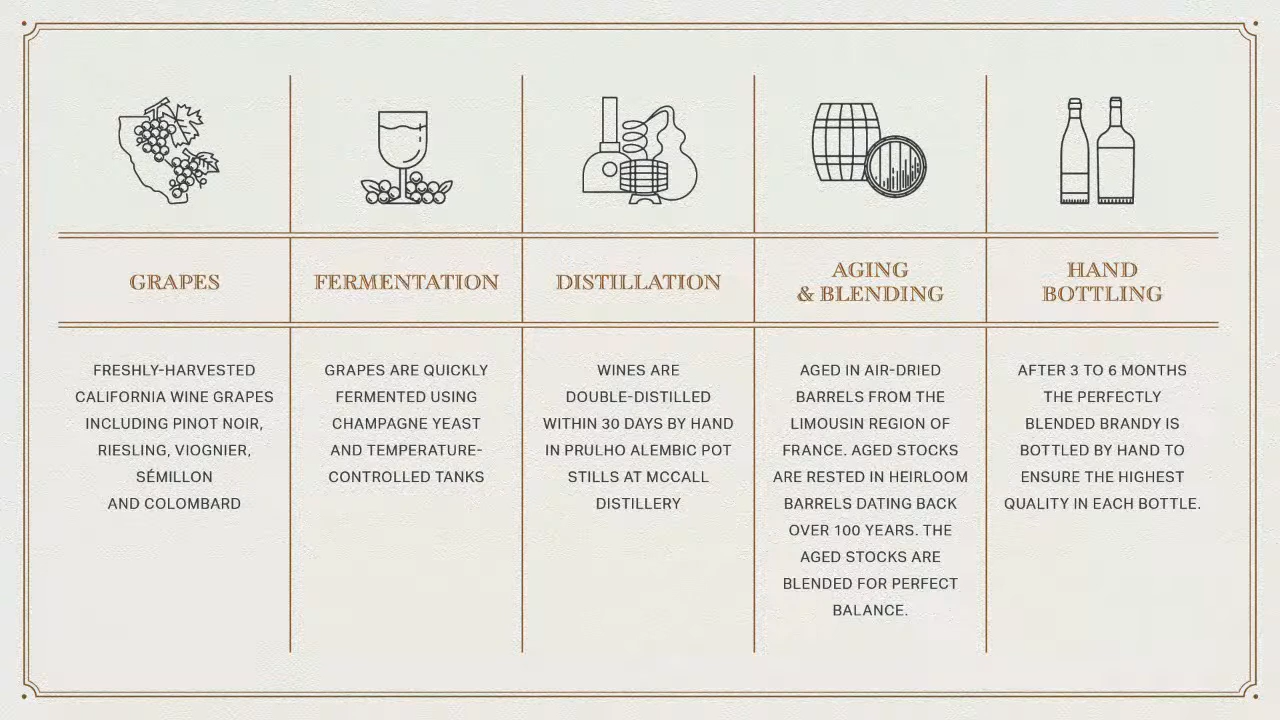 GRAPES
FRESHLY-HARVESTED
CALIFORNIA WINE GRAPES
INCLUDING PINOT NOIR,
RIESLING, VIOGNIER,
SÉMILLON
AND COLOMBARD
FERMENTATION
GRAPES ARE QUICKLY
FERMENTED USING
CHAMPAGNE YEAST
AND TEMPERATURE-
CONTROLLED TANKS
DISTILLATION
WINES ARE
DOUBLE-DISTILLED
WITHIN 30 DAYS BY HAND
IN PRULHO ALEMBIC POT
STILLS AT MCCALL
DISTILLERY
AGING
& BLENDING
AGED IN AIR-DRIED
BARRELS FROM THE
LIMOUSIN REGION OF
FRANCE. AGED STOCKS
ARE RESTED IN HEIRLOOM
BARRELS DATING BACK
OVER 100 YEARS. THE
AGED STOCKS ARE
BLENDED FOR PERFECT
BALANCE.
HAND
BOTTLING
AFTER 3 TO 6 MONTHS
THE PERFECTLY
BLENDED BRANDY IS
BOTTLED BY HAND TO
ENSURE THE HIGHEST
QUALITY IN EACH BOTTLE.